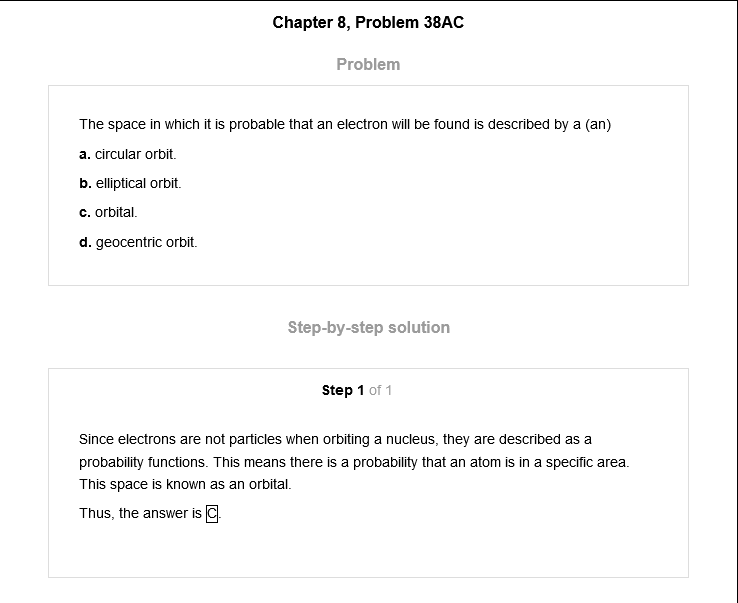 Chapter 8, Problem 38AC
Problem
The space in which it is probable that an electron will be found is described by a (an)
a. circular orbit.
b. elliptical orbit.
c. orbital.
d. geocentric orbit.
Step-by-step solution
Step 1 of 1
Since electrons are not particles when orbiting a nucleus, they are described as a
probability functions. This means there is a probability that an atom is in a specific area.
This space is known as an orbital.
Thus, the answer is C.